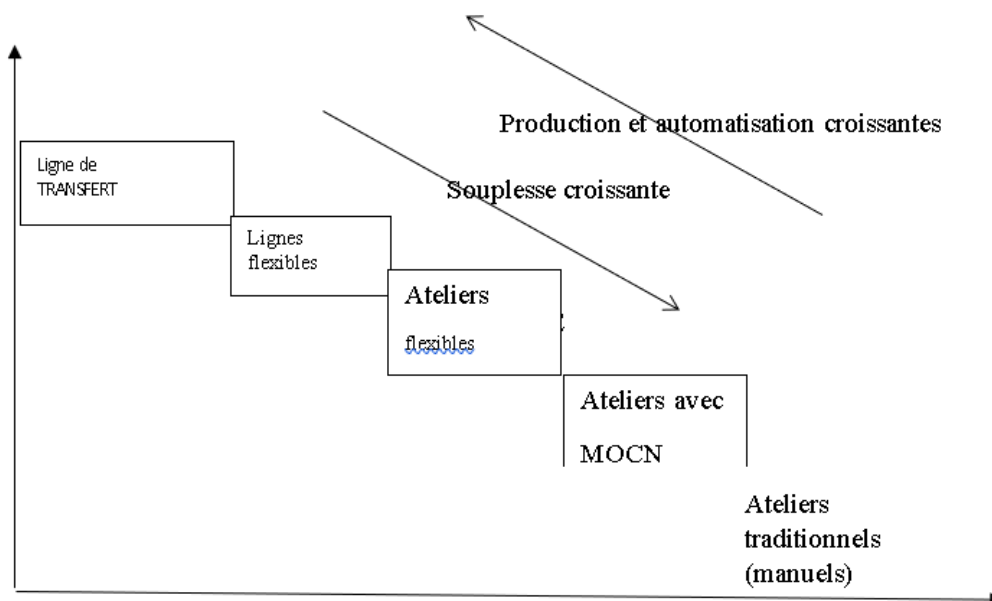 Production et automatisation croissantes
Ligne de
TRANSFERT
Souplesse croissante
Lignes
flexibles
Ateliers
flexibles
Ateliers avec
MOCN
Ateliers
traditionnels
(manuels)